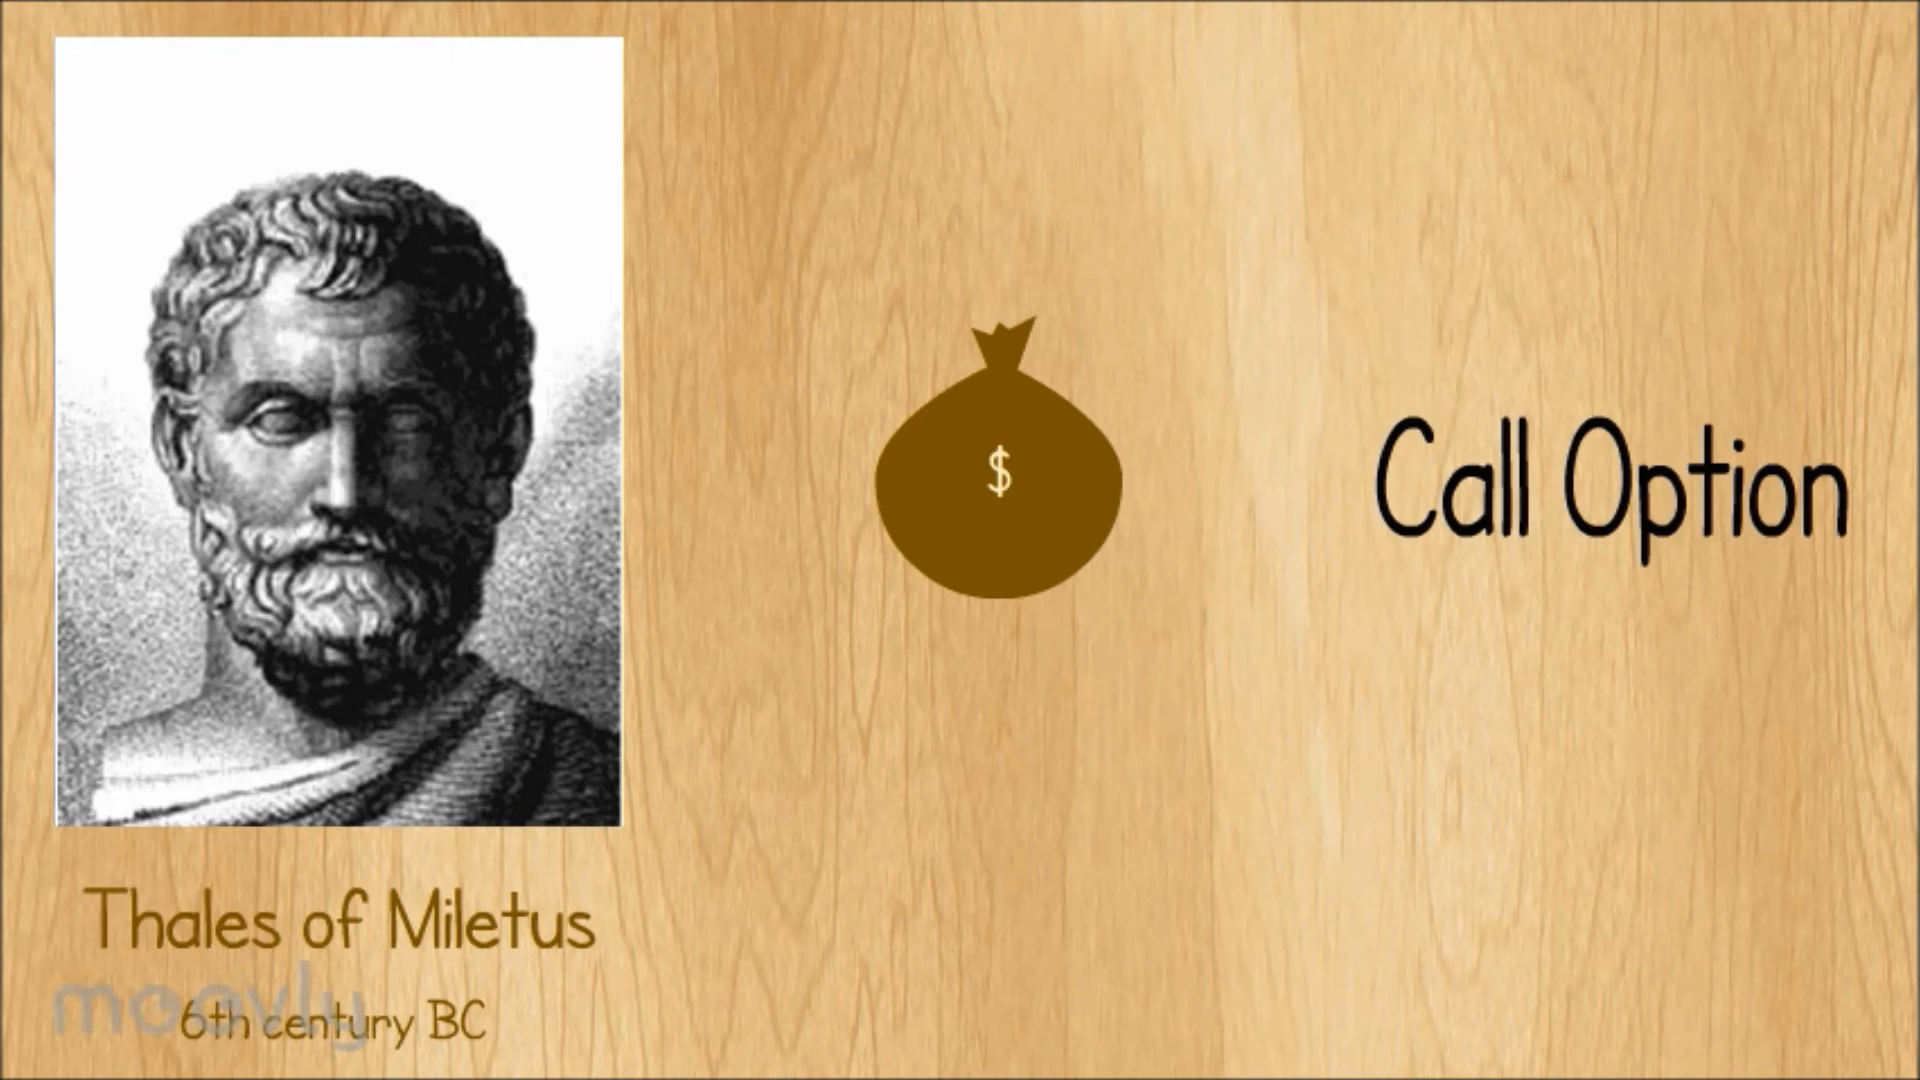 $
Call Option
Thales of Miletus
moovly
6th century BC